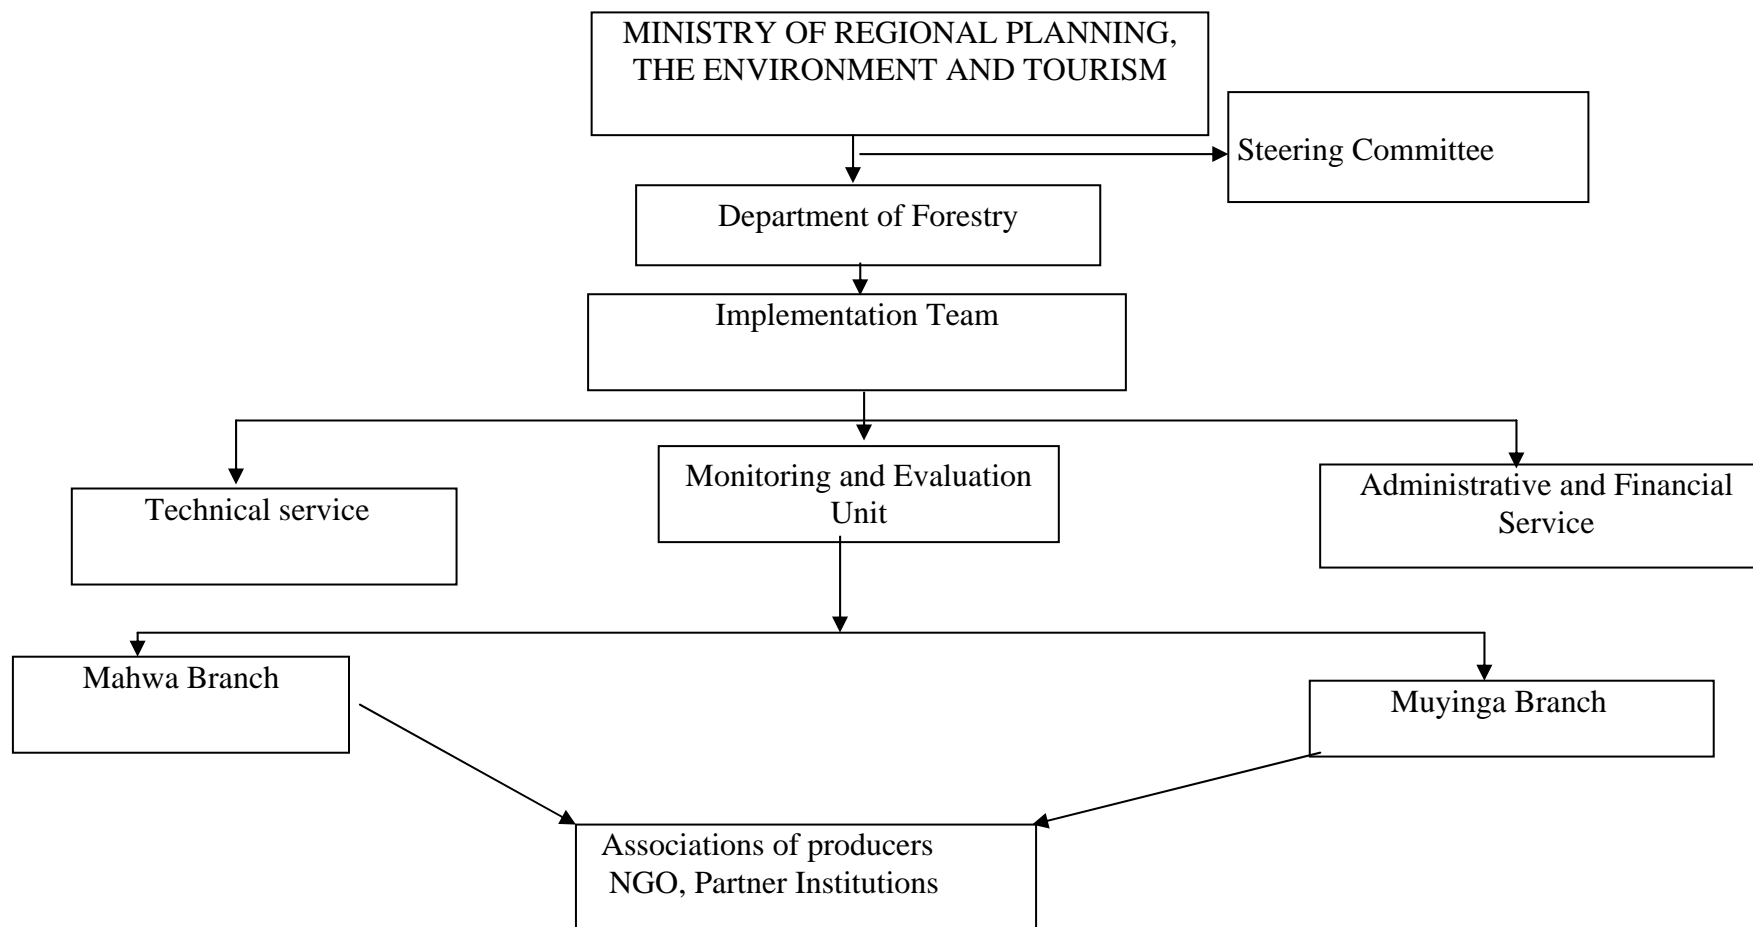 MINISTRY OF REGIONAL PLANNING,
THE ENVIRONMENT AND TOURISM
Steering Committee
Department of Forestry
Implementation Team
Technical service
Monitoring and Evaluation
Unit
Administrative and Financial
Service
Mahwa Branch
Muyinga Branch
Associations of producers
NGO, Partner Institutions